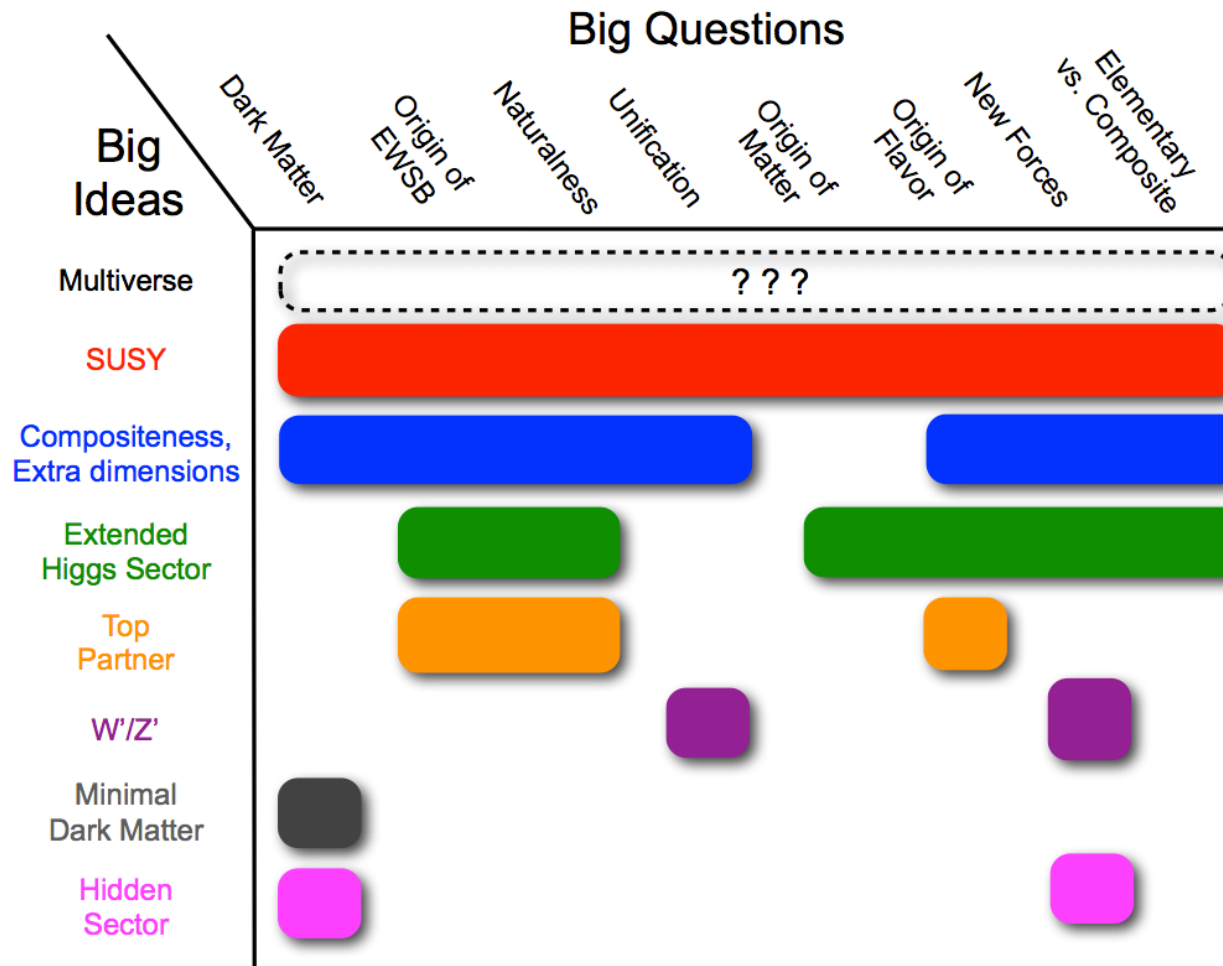 Big Questions
Big
Ideas
Dark Matter
Origin of
EWSB
Naturalness
Unification
Origin of
Matter
Origin of
Flavor
New Forces
Elementary
vs. Composite
Multiverse
? ? ?
SUSY
Compositeness,
Extra dimensions
Extended
Higgs Sector
Top
Partner
W’/Z’
Minimal
Dark Matter
Hidden
Sector